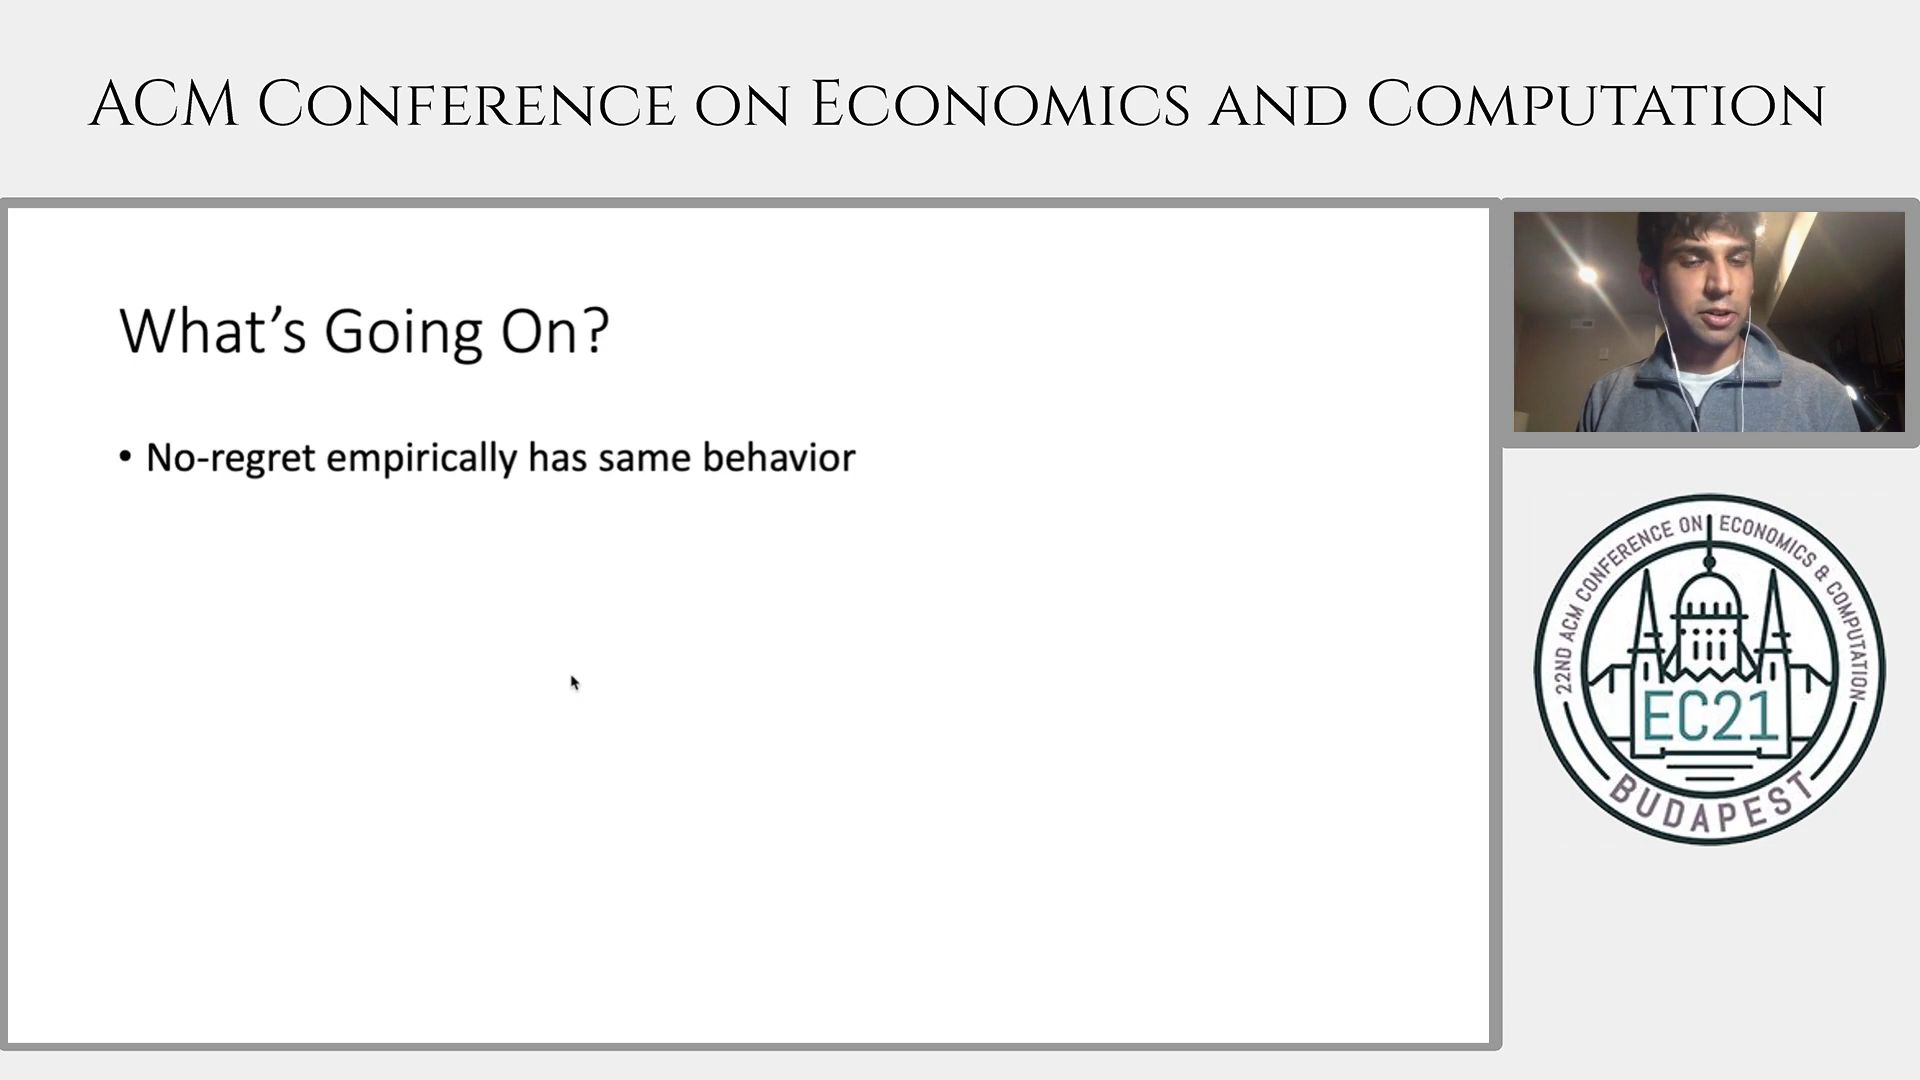 ACM Conference on Economics and Computation
What's Going On?
• No-regret empirically has same behavior
22ND ACM CONFERENCE ON ECONOMICS & COMPUTATION
EC21
BUDAPEST